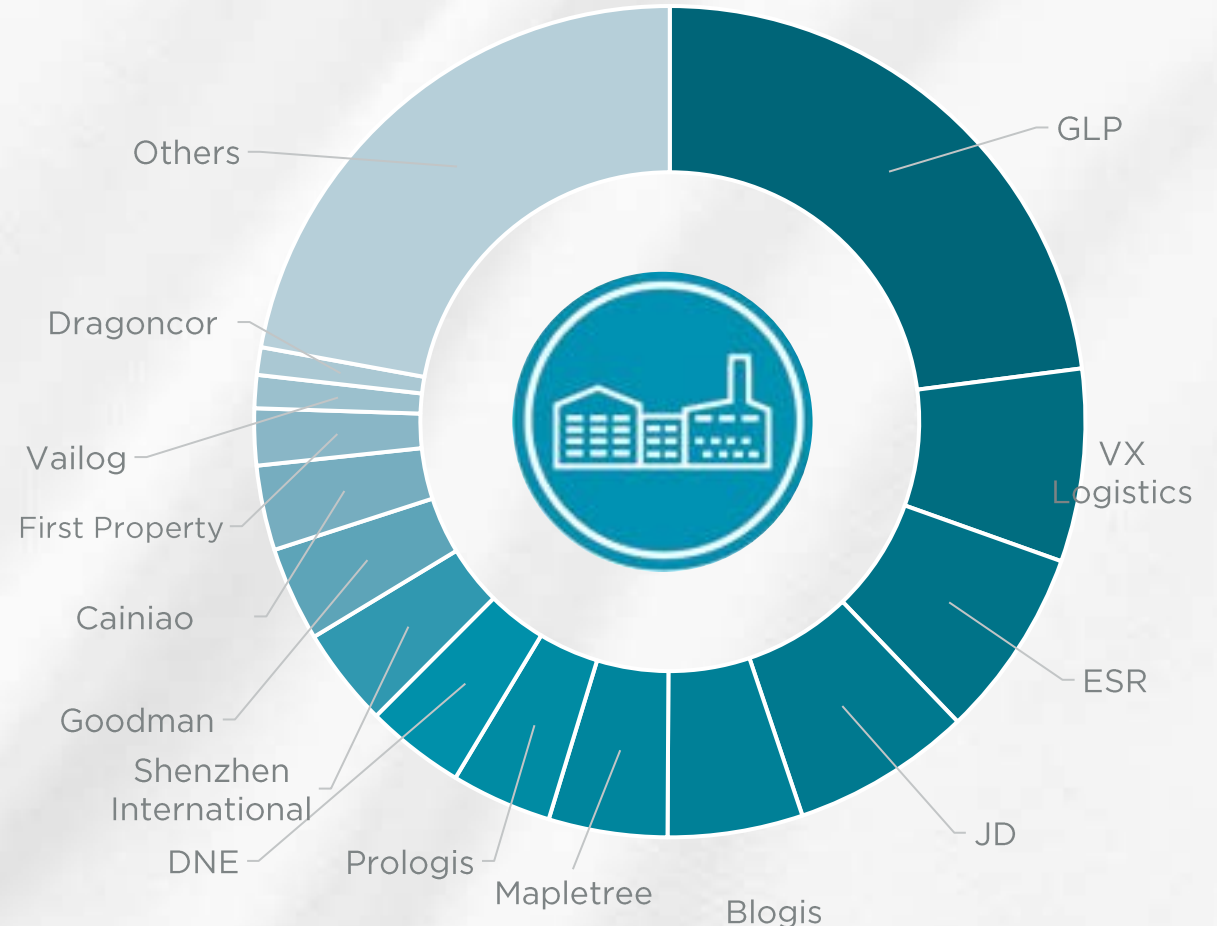 GLP
VX
Logistics
ESR
JD
Blogis
Mapletree
Prologis
DNE
Shenzhen
International
Goodman
Cainiao
First Property
Vailog
Dragoncor
Others